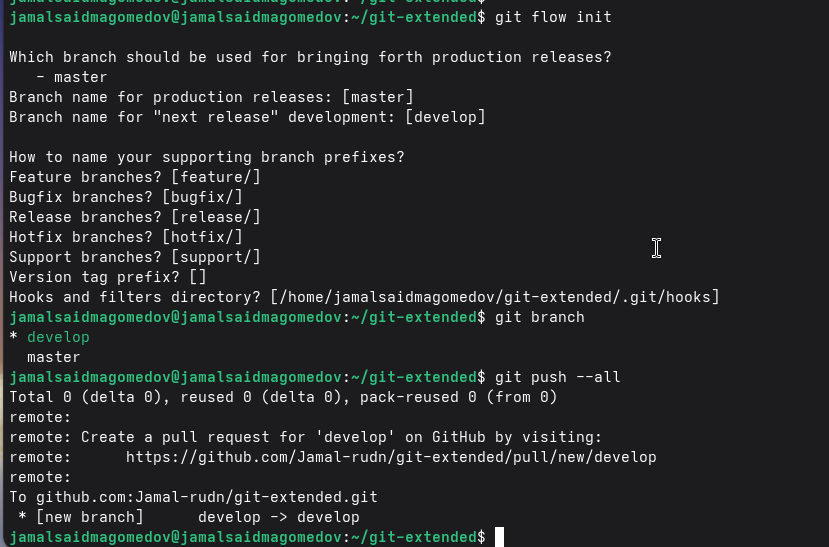 jamalsaidmagomedov@jamalsaidmagomedov:~/git-extended$ git flow init
Which branch should be used for bringing forth production releases?
   - master
Branch name for production releases: [master]
Branch name for "next release" development: [develop]
How to name your supporting branch prefixes?
Feature branches? [feature/]
Bugfix branches? [bugfix/]
Release branches? [release/]
Hotfix branches? [hotfix/]
Support branches? [support/]
Version tag prefix? []
Hooks and filters directory? [/home/jamalsaidmagomedov/git-extended/.git/hooks]
jamalsaidmagomedov@jamalsaidmagomedov:~/git-extended$ git branch
* develop
  master
jamalsaidmagomedov@jamalsaidmagomedov:~/git-extended$ git push --all
Total 0 (delta 0), reused 0 (delta 0), pack-reused 0 (from 0)
remote:
remote: Create a pull request for 'develop' on GitHub by visiting:
remote:      https://github.com/Jamal-rudn/git-extended/pull/new/develop
remote:
To github.com:Jamal-rudn/git-extended.git
 * [new branch]      develop -> develop
jamalsaidmagomedov@jamalsaidmagomedov:~/git-extended$